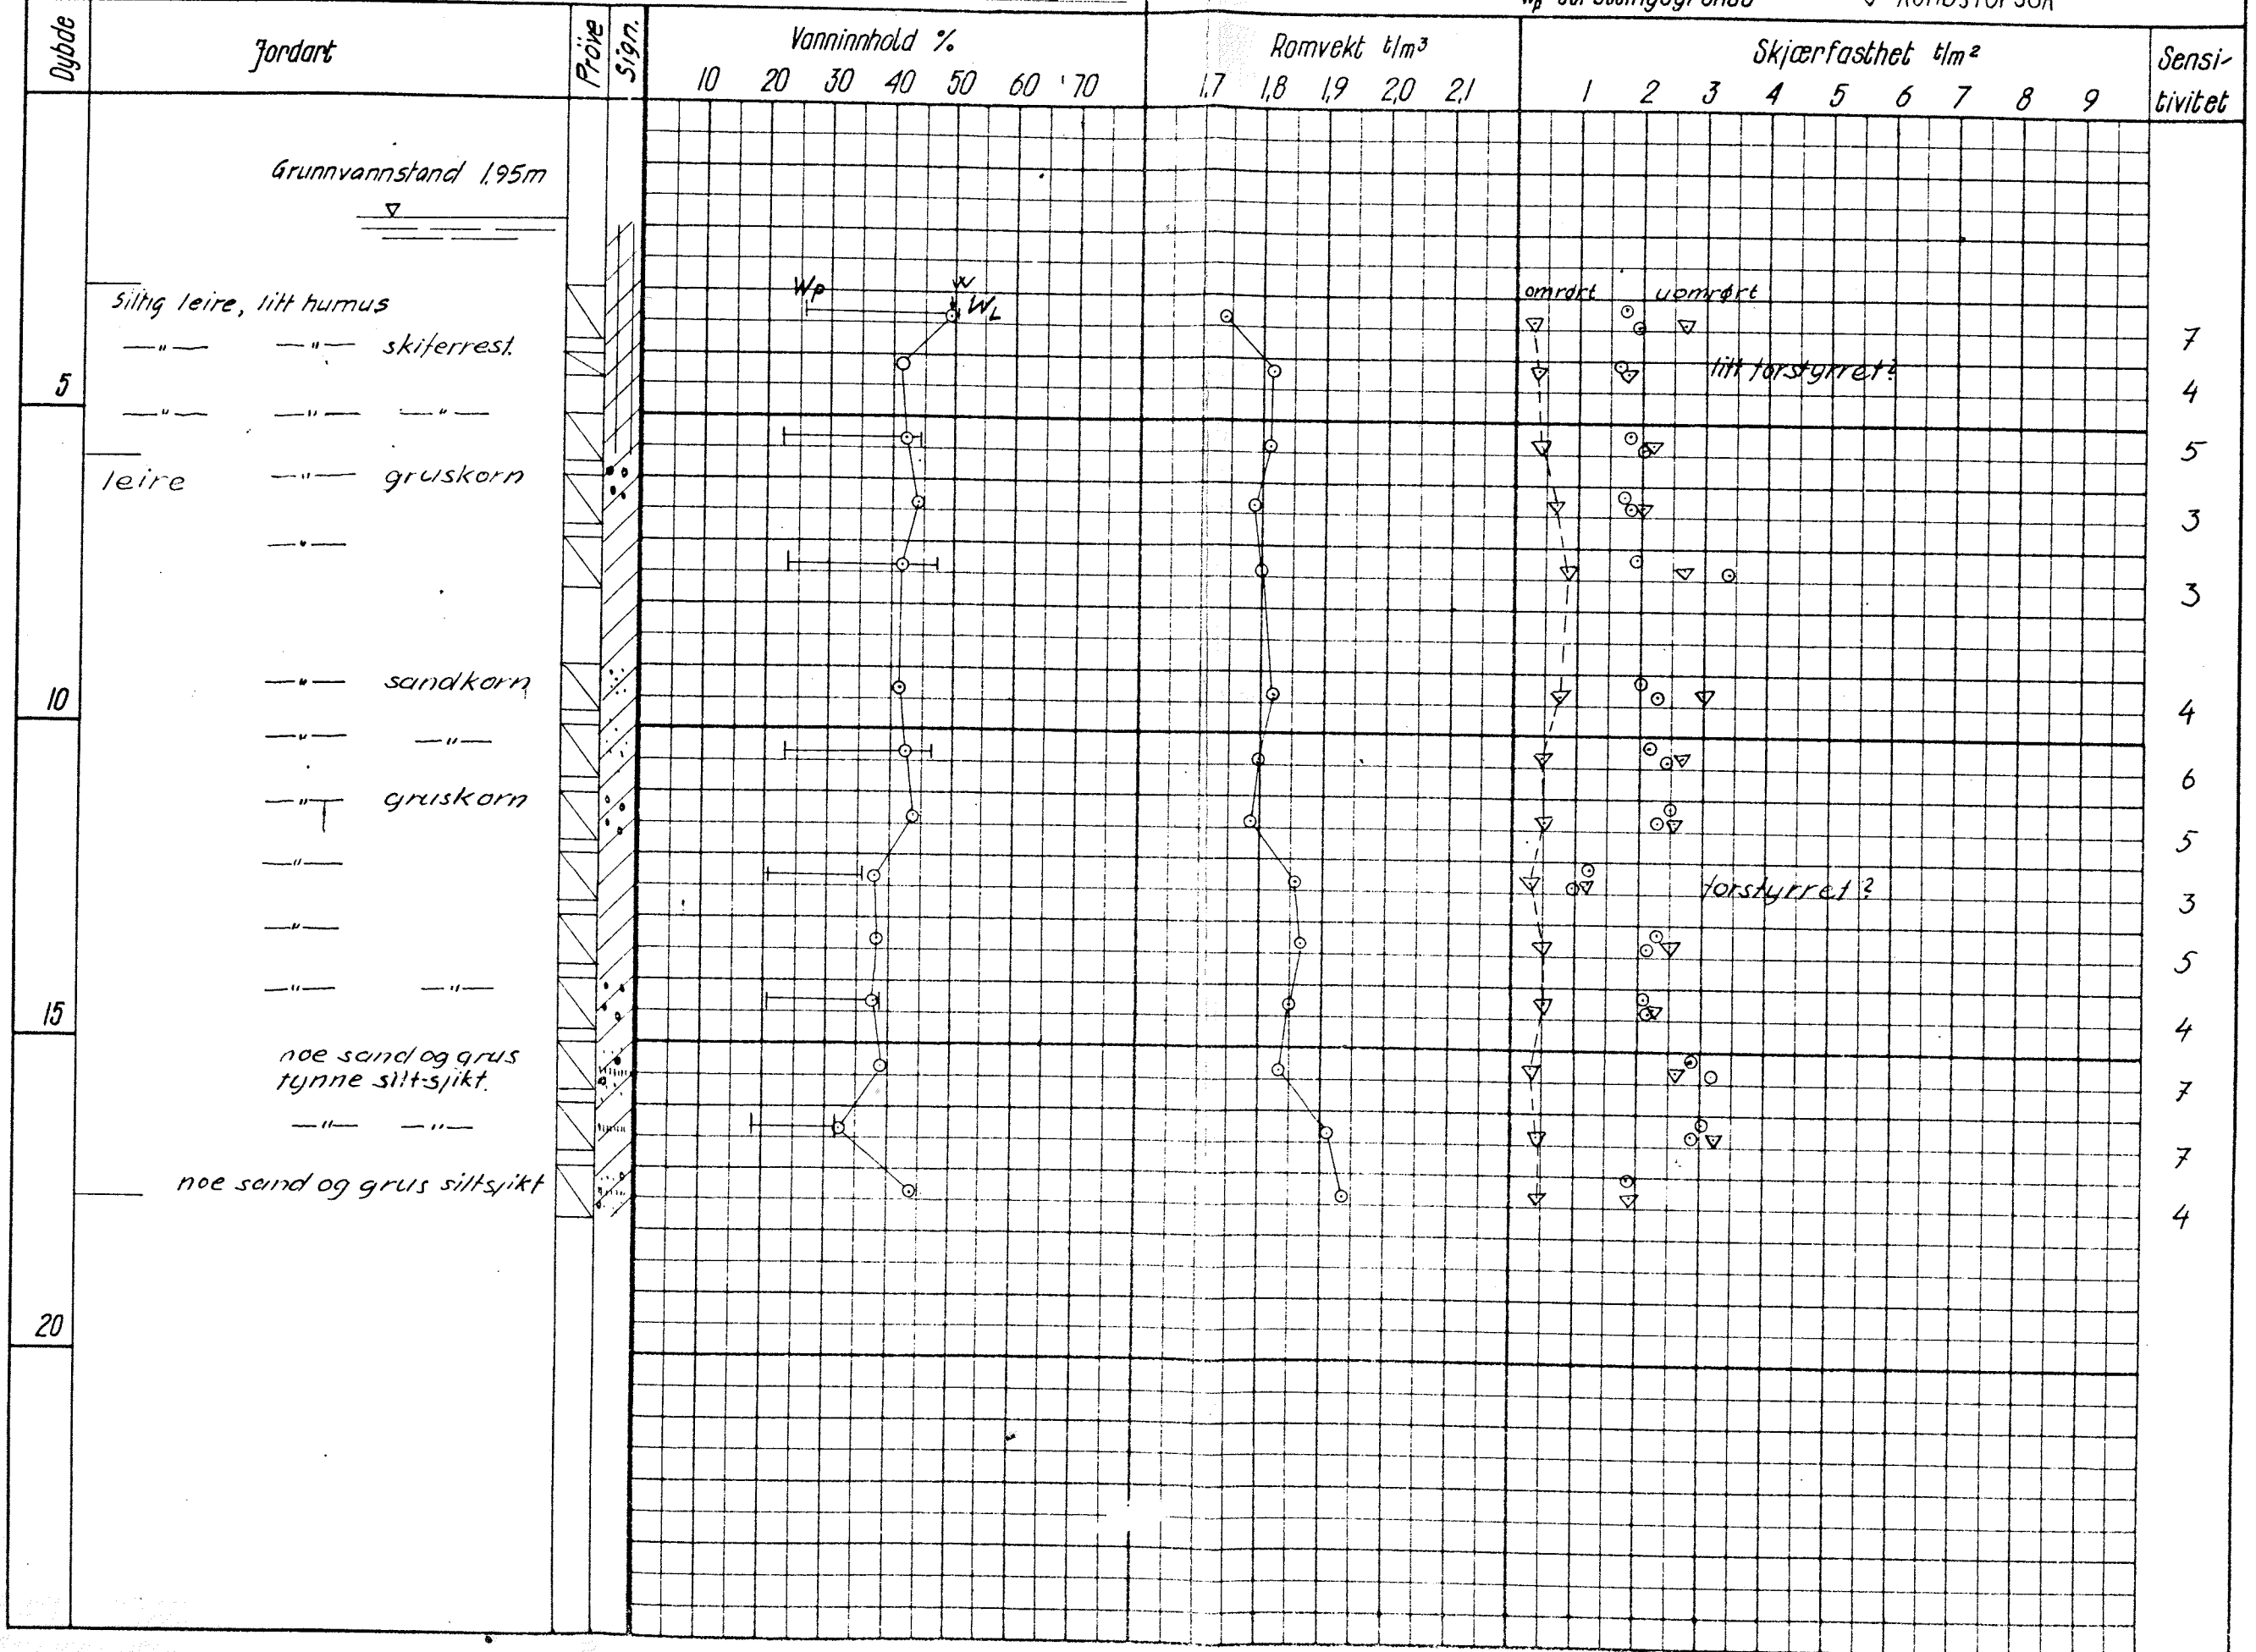 wp utrullingsgrense ▽ konusforsök
Dybde Jordart Pröve Sign. Vanninnhold % Romvekt t/m³ Skjærfasthet t/m² Sensi-
tivitet
10 20 30 40 50 60 70 1,7 1,8 1,9 2,0 2,1 1 2 3 4 5 6 7 8 9
Grunnvannstand 1.95m
Siltig leire, litt humus Wp w WL omrørt uomrørt
7
—"— —"— skiferrest. litt forstyrret?
4
5
—"— —"— —"—
5
leire —"— gruskorn
3
—"—
3
—"— sandkorn
4
10
—"— —"—
6
—"— gruskorn
5
—"— forstyrret?
3
—"—
5
—"— —"—
4
15
noe sand og grus
tynne silt-sjikt.
7
—"— —"—
7
noe sand og grus siltsjikt
4
20